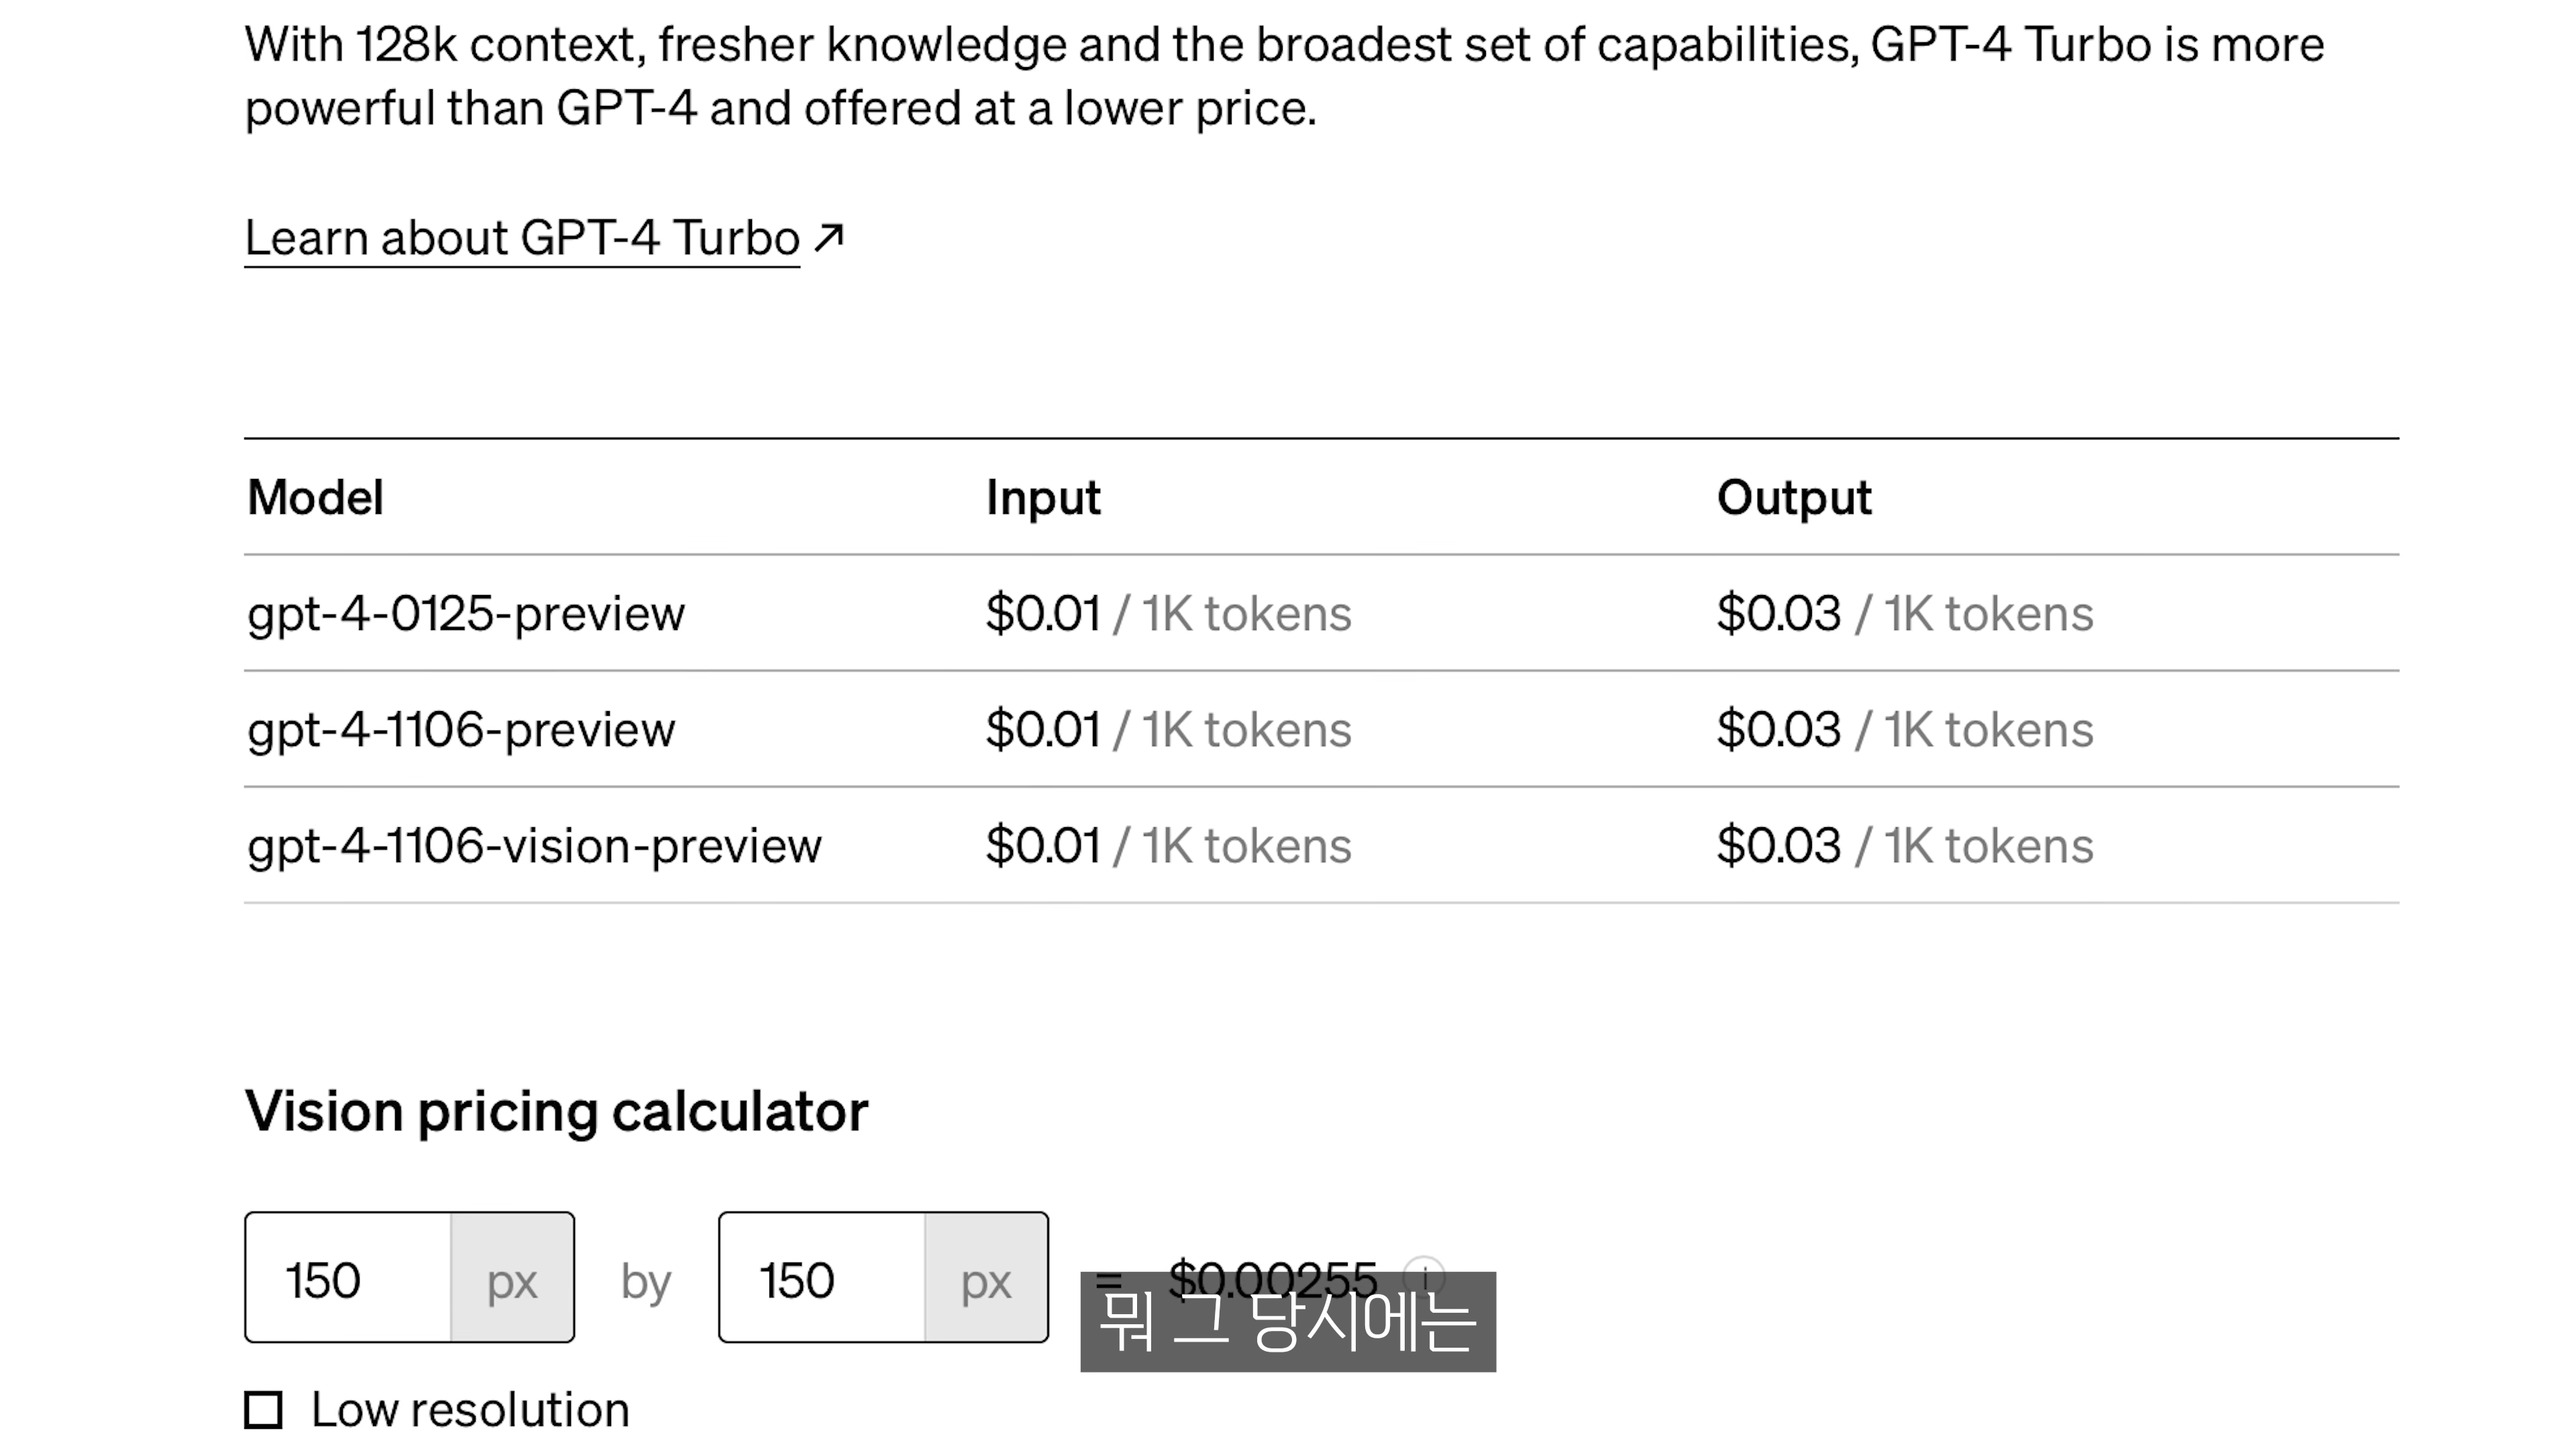 With 128k context, fresher knowledge and the broadest set of capabilities, GPT-4 Turbo is more
powerful than GPT-4 and offered at a lower price.
Learn about GPT-4 Turbo ↗
Model Input Output
gpt-4-0125-preview $0.01 / 1K tokens $0.03 / 1K tokens
gpt-4-1106-preview $0.01 / 1K tokens $0.03 / 1K tokens
gpt-4-1106-vision-preview $0.01 / 1K tokens $0.03 / 1K tokens
Vision pricing calculator
150 px by 150 px = $0.00255 i
뭐 그 당시에는
Low resolution